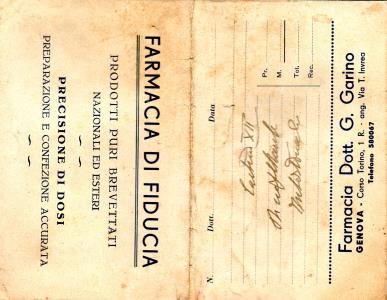 Farmacia Dott. G. Garino
GENOVA - Corso Torino, 1 R. - ang. Via T. Invrea
Telefono 580067
Pr.
M.
Tol.
Rec.
N.
Dott.
Data
FARMACIA DI FIDUCIA
PRODOTTI PURI BREVETTATI
NAZIONALI ED ESTERI
PRECISIONE DI DOSI
PREPARAZIONE E CONFEZIONE ACCURATA